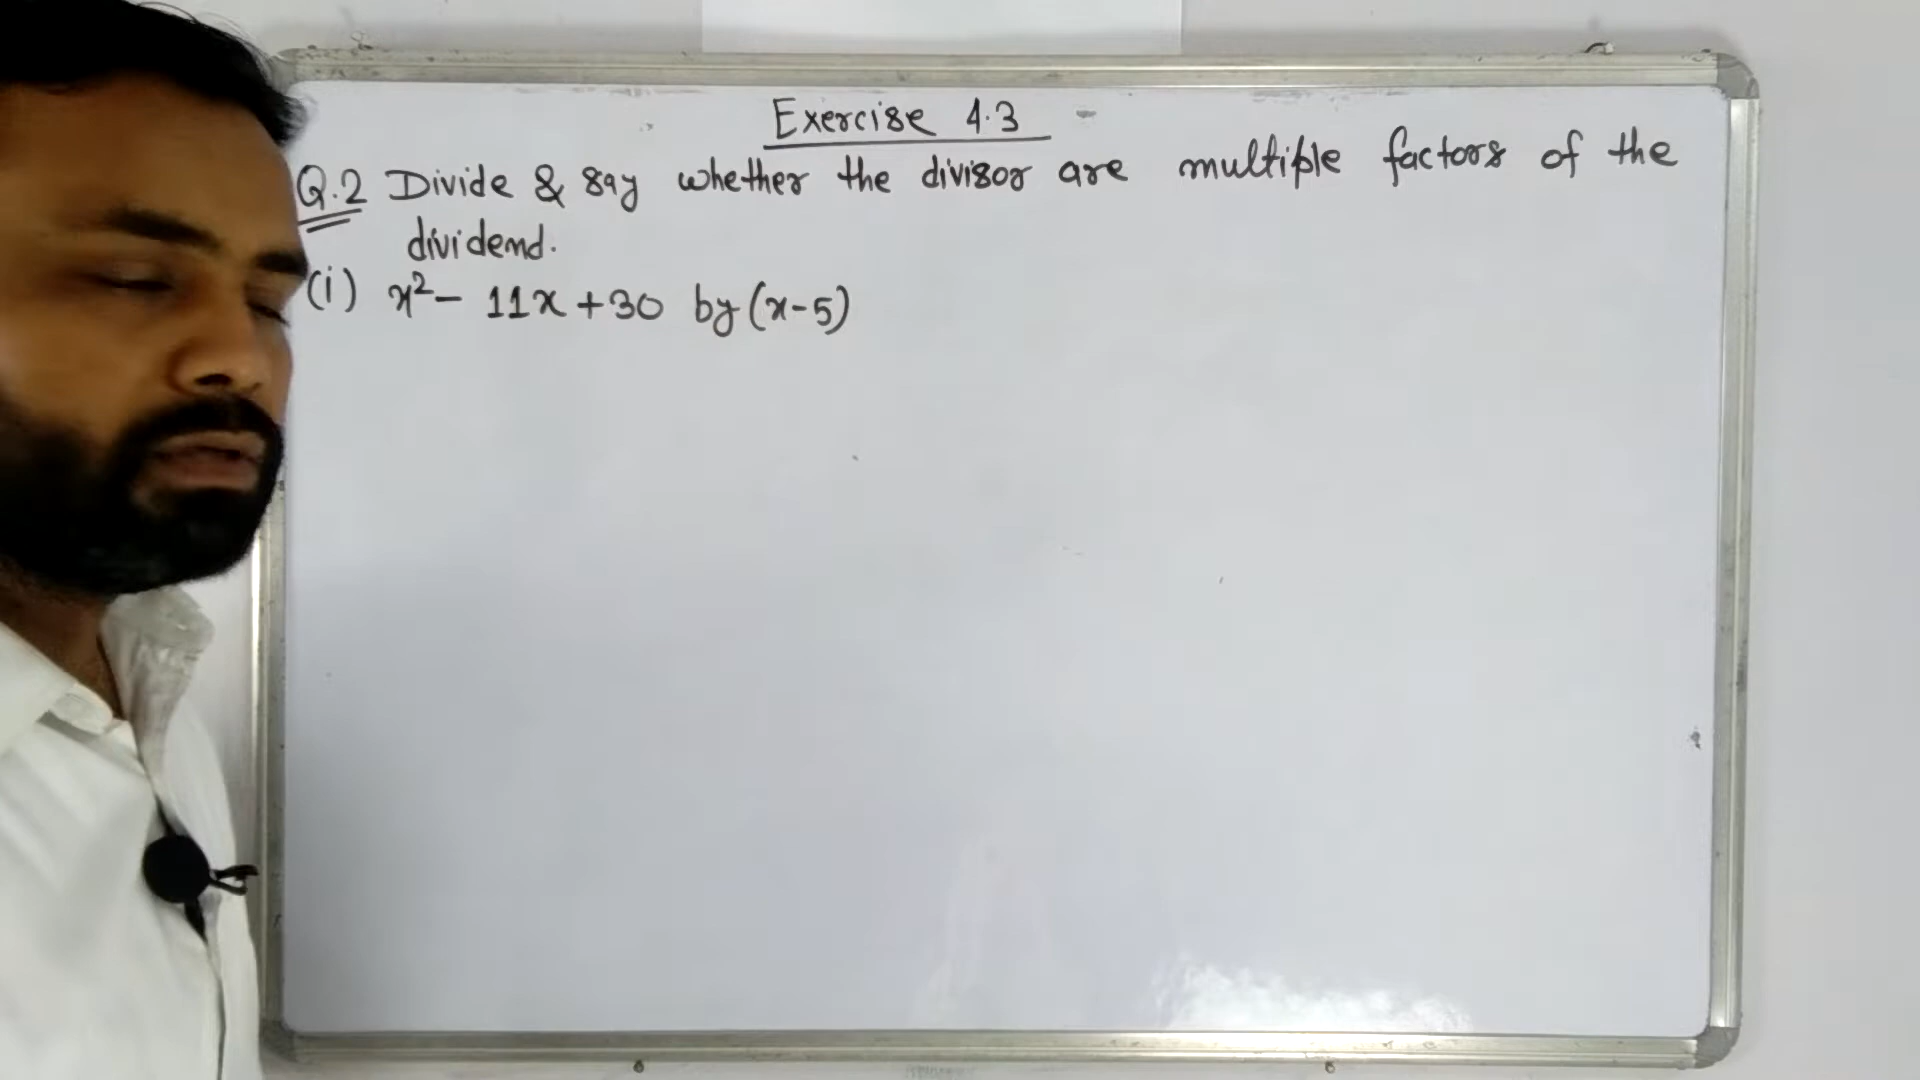 Exercise 4.3
Q.2 Divide & say whether the divisor are multiple factors of the
dividend.
(i) x² - 11x + 30 by (x-5)